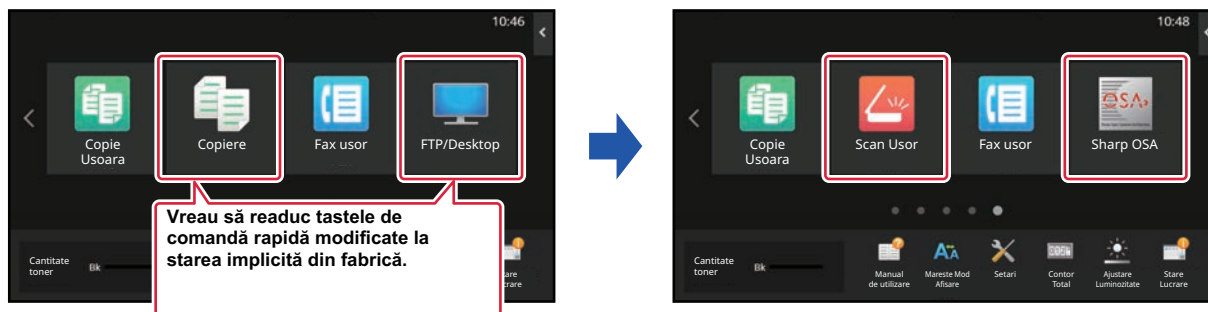 10:46
Copie
Usoara
Copiere
Fax usor
FTP/Desktop
Vreau să readuc tastele de
comandă rapidă modificate la
starea implicită din fabrică.
Cantitate
toner
Bk
10:48
Copie
Usoara
Scan Usor
Fax usor
Sharp OSA
OSA
Cantitate
toner
Bk
Manual
de utilizare
Mareste Mod
Afisare
Setari
Contor
Total
Ajustare
Luminozitate
Stare
Lucrare